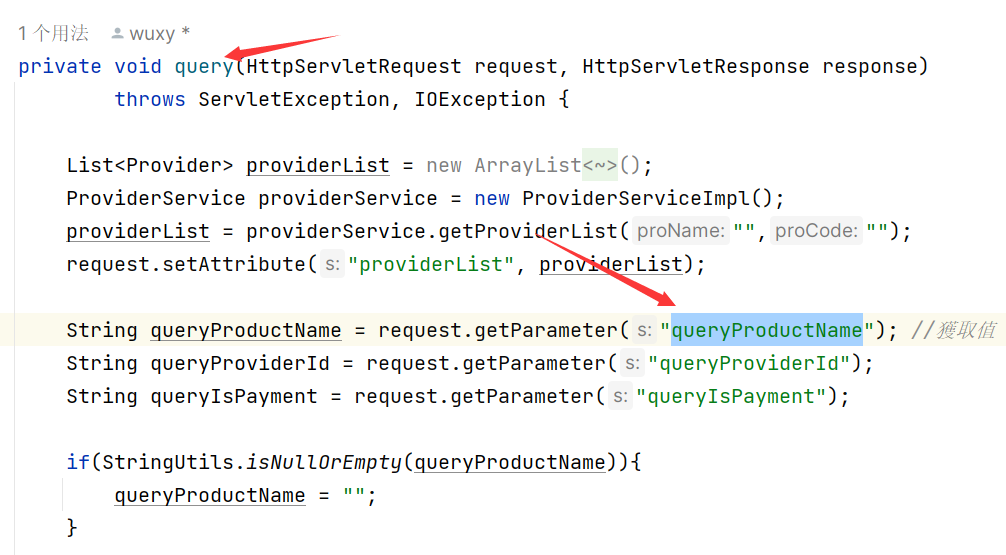 1 个用法 wuxy *
private void query(HttpServletRequest request, HttpServletResponse response)
throws ServletException, IOException {
List<Provider> providerList = new ArrayList<~>();
ProviderService providerService = new ProviderServiceImpl();
providerList = providerService.getProviderList( proName: "", proCode: "");
request.setAttribute( s: "providerList", providerList);
String queryProductName = request.getParameter( s: "queryProductName"); //獲取值
String queryProviderId = request.getParameter( s: "queryProviderId");
String queryIsPayment = request.getParameter( s: "queryIsPayment");
if(StringUtils.isNullOrEmpty(queryProductName)){
queryProductName = "";
}